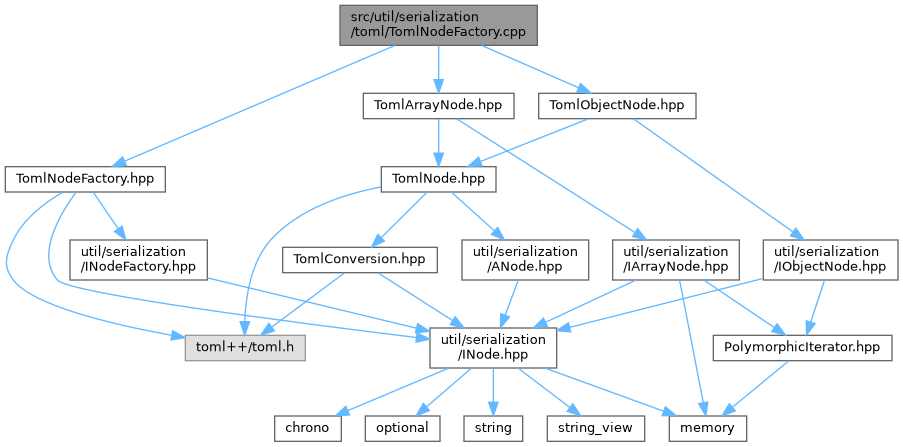 src/util/serialization
/toml/TomlNodeFactory.cpp
TomlArrayNode.hpp
TomlObjectNode.hpp
TomlNodeFactory.hpp
TomlNode.hpp
util/serialization
/INodeFactory.hpp
TomlConversion.hpp
util/serialization
/ANode.hpp
util/serialization
/IArrayNode.hpp
util/serialization
/IObjectNode.hpp
toml++/toml.h
util/serialization
/INode.hpp
PolymorphicIterator.hpp
chrono
optional
string
string_view
memory